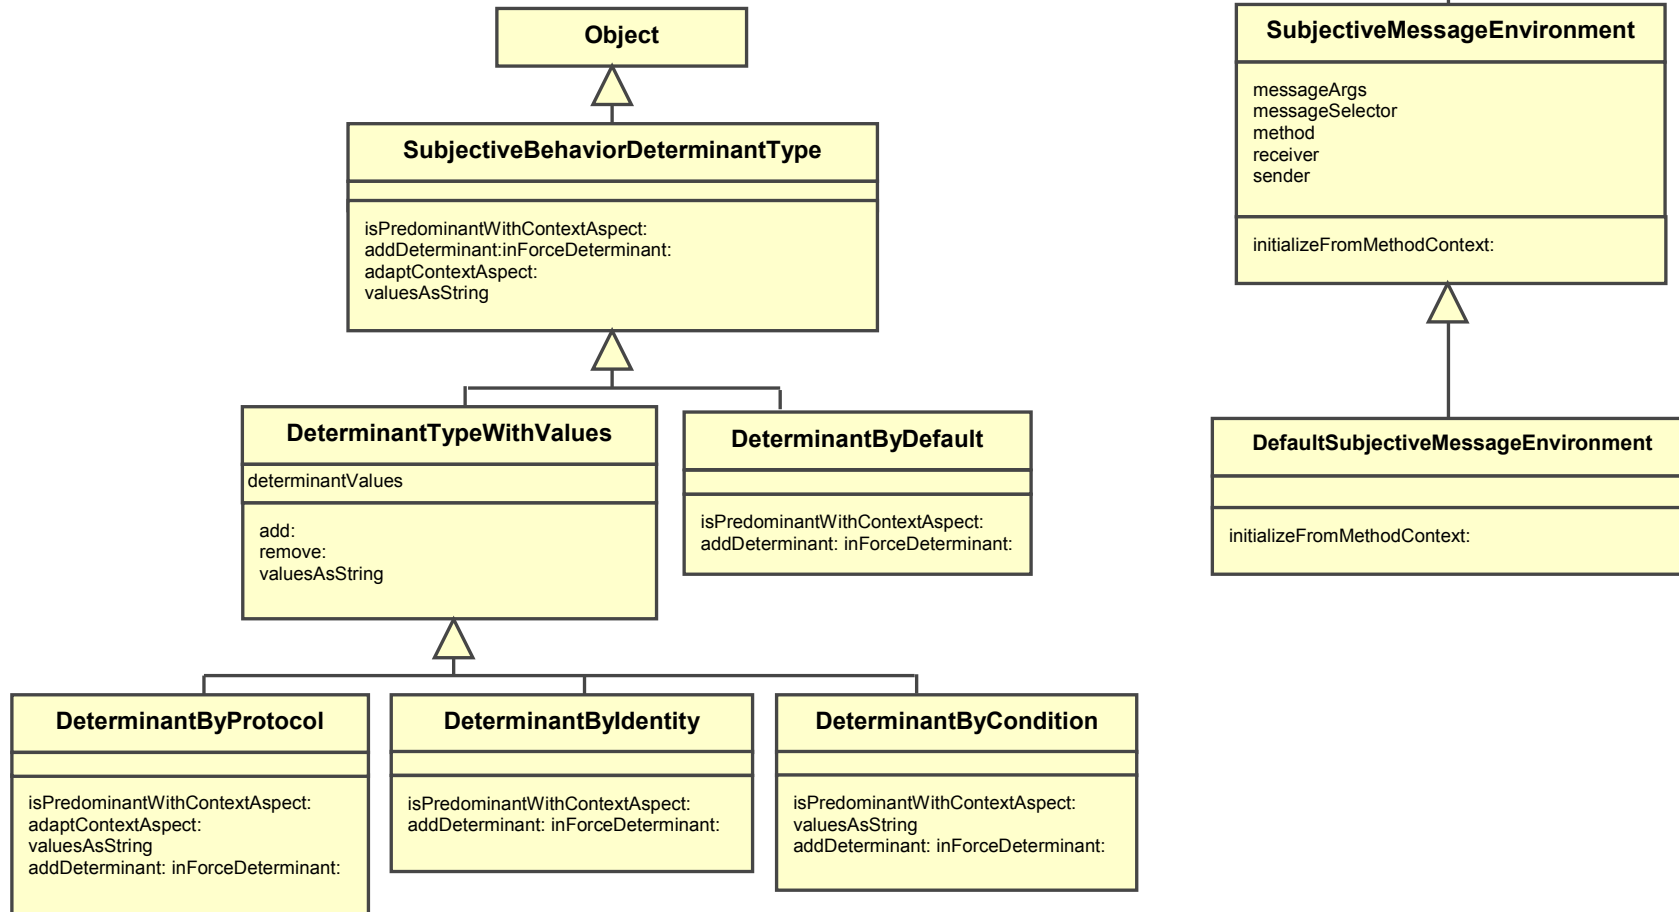 Object
SubjectiveBehaviorDeterminantType
isPredominantWithContextAspect:
addDeterminant:inForceDeterminant:
adaptContextAspect:
valuesAsString
DeterminantTypeWithValues
determinantValues
add:
remove:
valuesAsString
DeterminantByDefault
isPredominantWithContextAspect:
addDeterminant: inForceDeterminant:
DeterminantByProtocol
isPredominantWithContextAspect:
adaptContextAspect:
valuesAsString
addDeterminant: inForceDeterminant:
DeterminantByIdentity
isPredominantWithContextAspect:
addDeterminant: inForceDeterminant:
DeterminantByCondition
isPredominantWithContextAspect:
valuesAsString
addDeterminant: inForceDeterminant:
SubjectiveMessageEnvironment
messageArgs
messageSelector
method
receiver
sender
initializeFromMethodContext:
DefaultSubjectiveMessageEnvironment
initializeFromMethodContext: